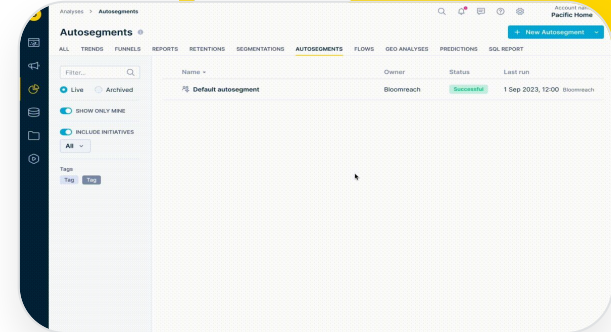 Analyses > Autosegments
Account name
Pacific Home
Autosegments
+ New Autosegment
ALL TRENDS FUNNELS REPORTS RETENTIONS SEGMENTATIONS AUTOSEGMENTS FLOWS GEO ANALYSES PREDICTIONS SQL REPORT
Filter...
Name
Owner
Status
Last run
Live
Archived
Default autosegment
Bloomreach
Successful
1 Sep 2023, 12:00 Bloomreach
SHOW ONLY MINE
INCLUDE INITIATIVES
All
Tags
Tag
Tag